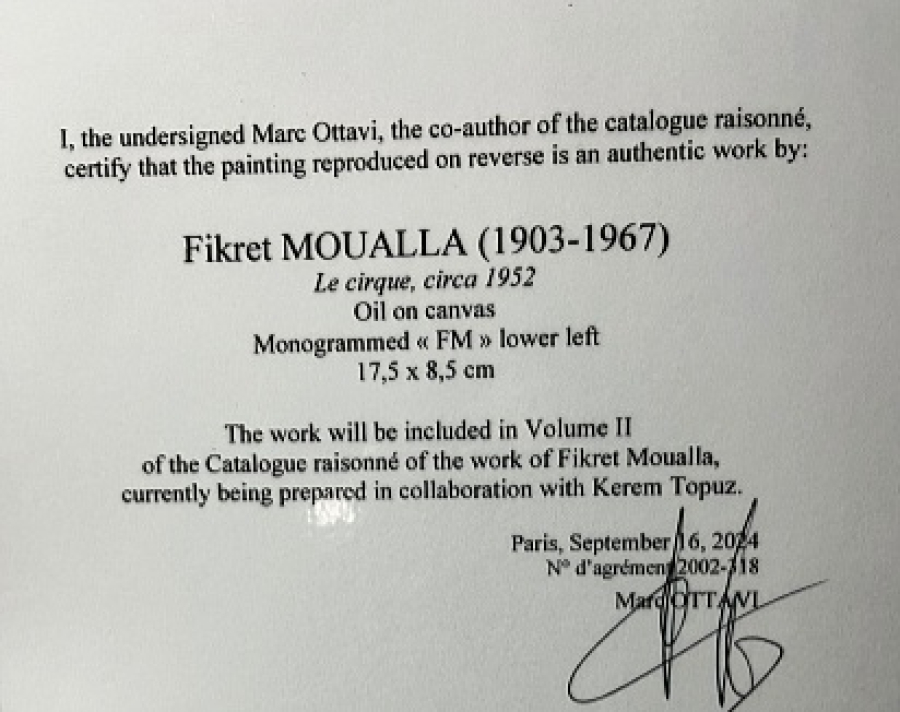 I, the undersigned Marc Ottavi, the co-author of the catalogue raisonné,
certify that the painting reproduced on reverse is an authentic work by:
Fikret MOUALLA (1903-1967)
Le cirque, circa 1952
Oil on canvas
Monogrammed « FM » lower left
17,5 x 8,5 cm
The work will be included in Volume II
of the Catalogue raisonné of the work of Fikret Moualla,
currently being prepared in collaboration with Kerem Topuz.
Paris, September 16, 2024
N° d'agrément 2002-318
Marc OTTAVI